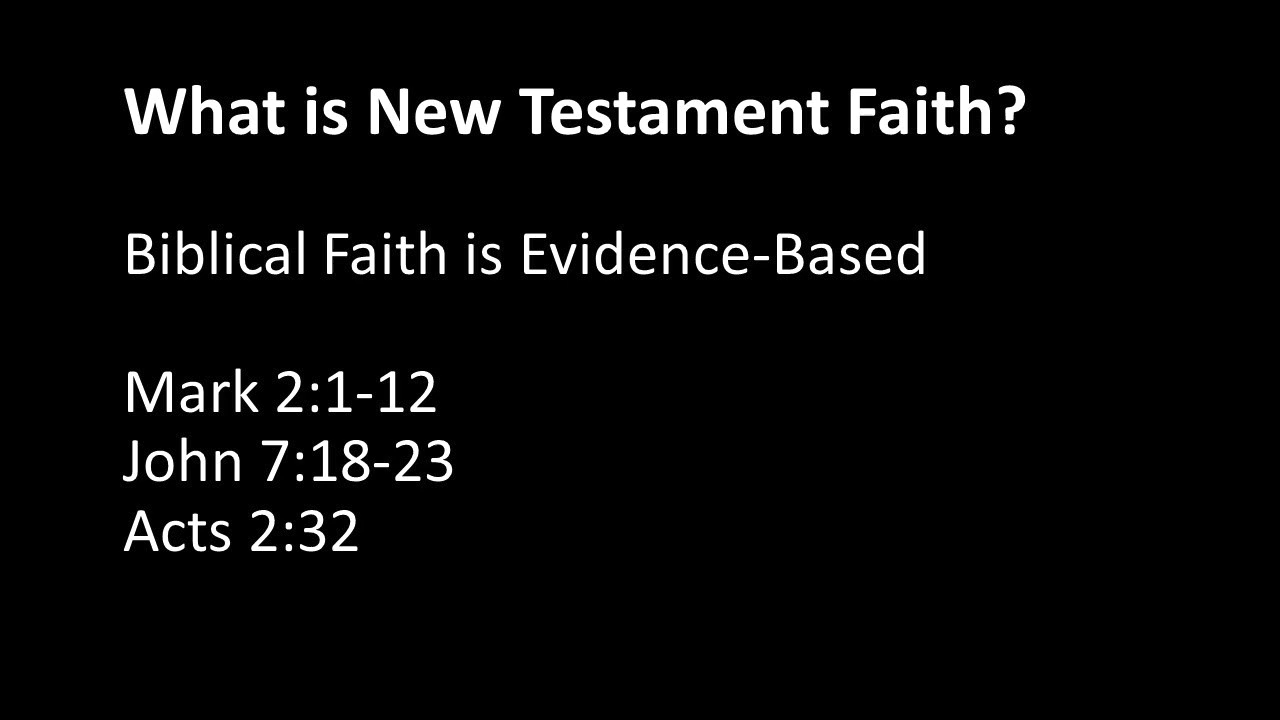 What is New Testament Faith?
Biblical Faith is Evidence-Based
Mark 2:1-12
John 7:18-23
Acts 2:32